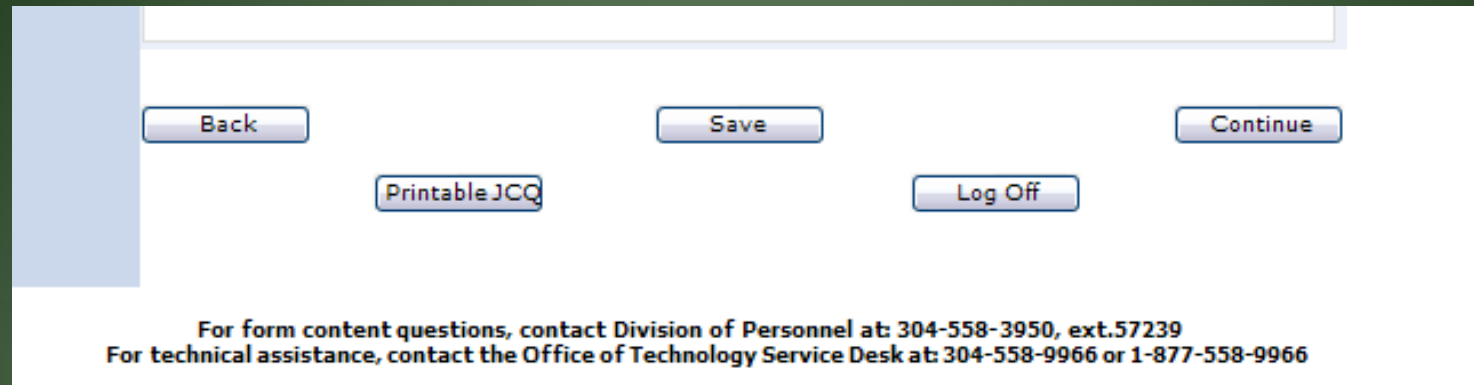 Back Save Continue
Printable JCQ Log Off
For form content questions, contact Division of Personnel at: 304-558-3950, ext.57239
For technical assistance, contact the Office of Technology Service Desk at: 304-558-9966 or 1-877-558-9966